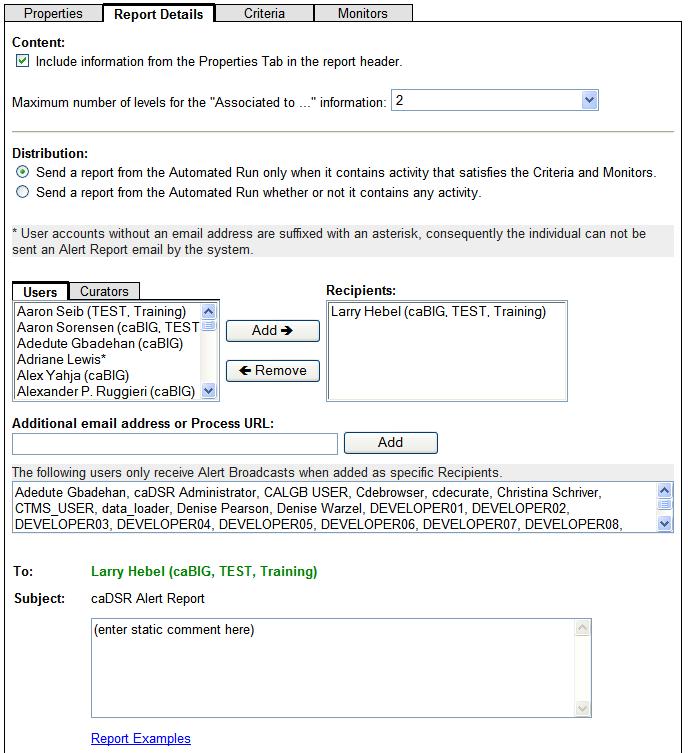 Properties Report Details Criteria Monitors
Content:
Include information from the Properties Tab in the report header.
Maximum number of levels for the "Associated to ..." information: 2
Distribution:
Send a report from the Automated Run only when it contains activity that satisfies the Criteria and Monitors.
Send a report from the Automated Run whether or not it contains any activity.
* User accounts without an email address are suffixed with an asterisk, consequently the individual can not be
sent an Alert Report email by the system.
Users Curators
Recipients:
Aaron Seib (TEST, Training)
Aaron Sorensen (caBIG, TEST
Adedute Gbadehan (caBIG)
Adriane Lewis*
Alex Yahja (caBIG)
Alexander P. Ruggieri (caBIG)
Add
Remove
Larry Hebel (caBIG, TEST, Training)
Additional email address or Process URL:
Add
The following users only receive Alert Broadcasts when added as specific Recipients.
Adedute Gbadehan, caDSR Administrator, CALGB USER, Cdebrowser, cdecurate, Christina Schriver,
CTMS_USER, data_loader, Denise Pearson, Denise Warzel, DEVELOPER01, DEVELOPER02,
DEVELOPER03, DEVELOPER04, DEVELOPER05, DEVELOPER06, DEVELOPER07, DEVELOPER08,
To: Larry Hebel (caBIG, TEST, Training)
Subject: caDSR Alert Report
(enter static comment here)
Report Examples